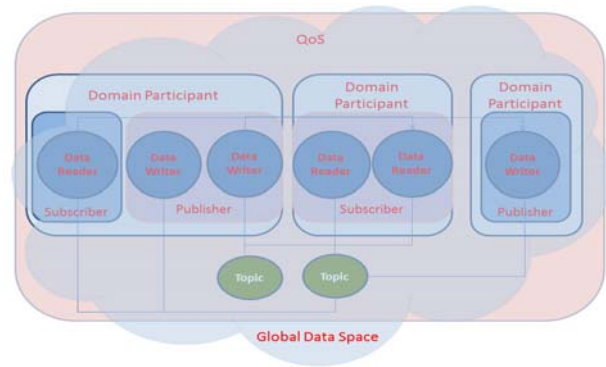 QoS
Domain Participant
Domain
Participant
Domain
Participant
Data
Reader
Data
Writer
Data
Writer
Data
Reader
Data
Reader
Data
Writer
Subscriber
Publisher
Subscriber
Publisher
Topic
Topic
Global Data Space